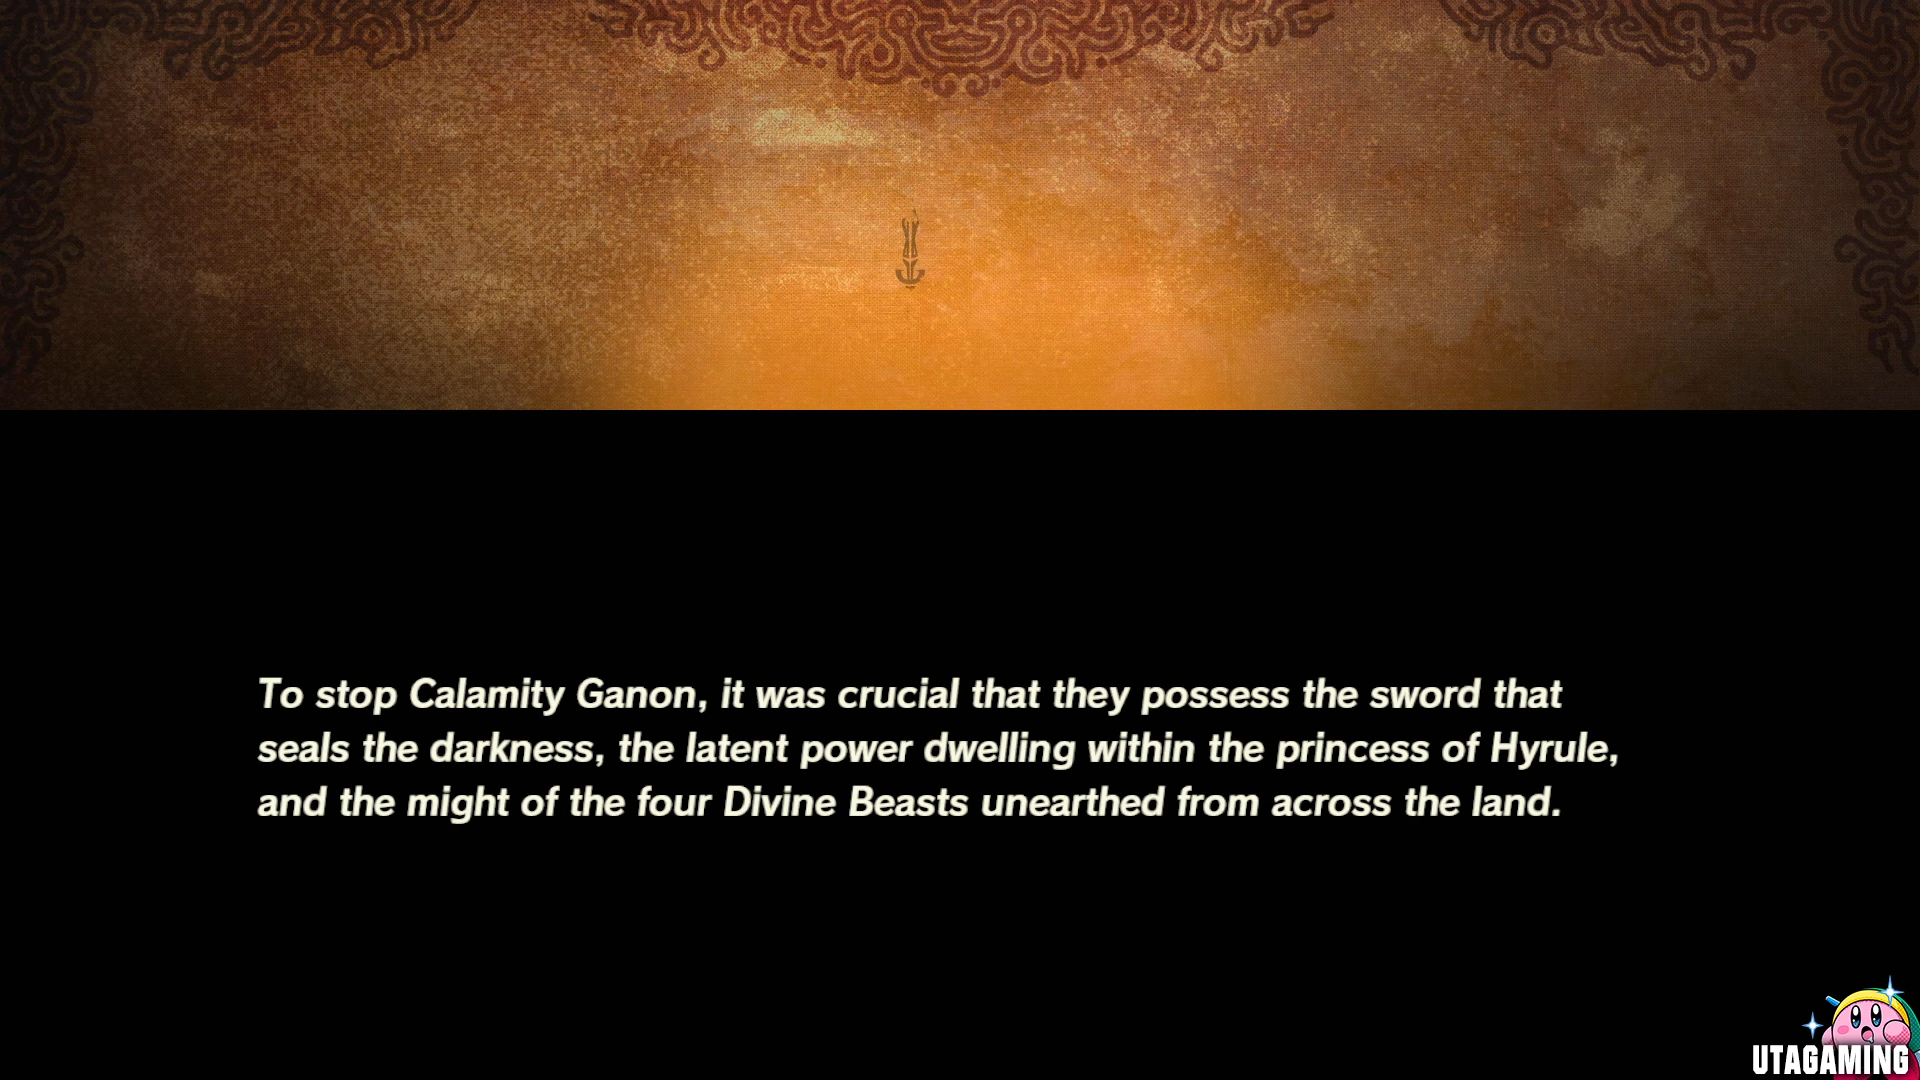 To stop Calamity Ganon, it was crucial that they possess the sword that
seals the darkness, the latent power dwelling within the princess of Hyrule,
and the might of the four Divine Beasts unearthed from across the land.
UTAGAMING